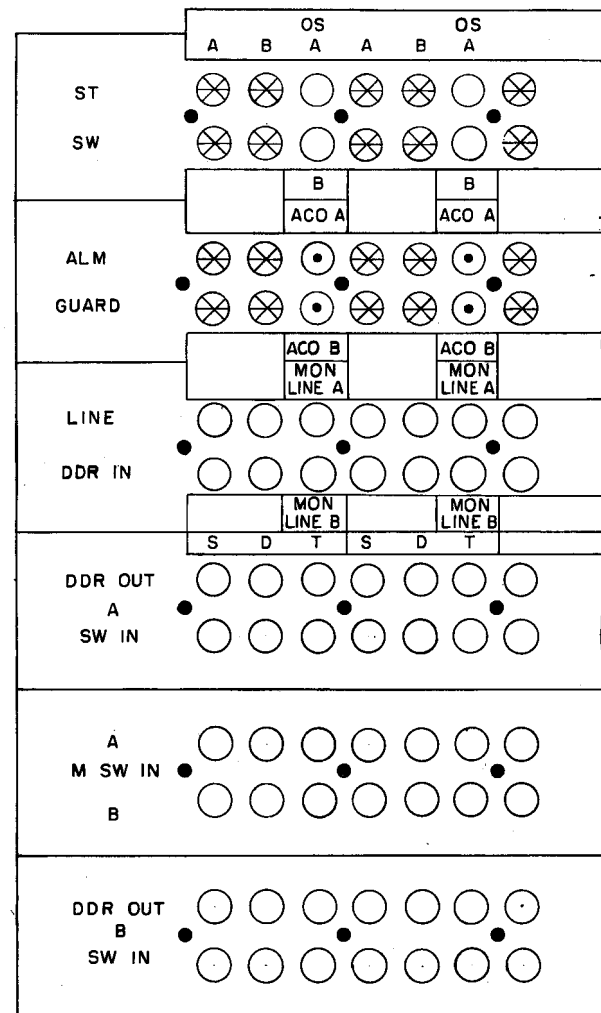 OS OS
A B A A B A
ST
SW
B B
ACO A ACO A
ALM
GUARD
ACO B ACO B
MON MON
LINE A LINE A
LINE
DDR IN
MON MON
LINE B LINE B
S D T S D T
DDR OUT
A
SW IN
A
M SW IN
B
DDR OUT
B
SW IN